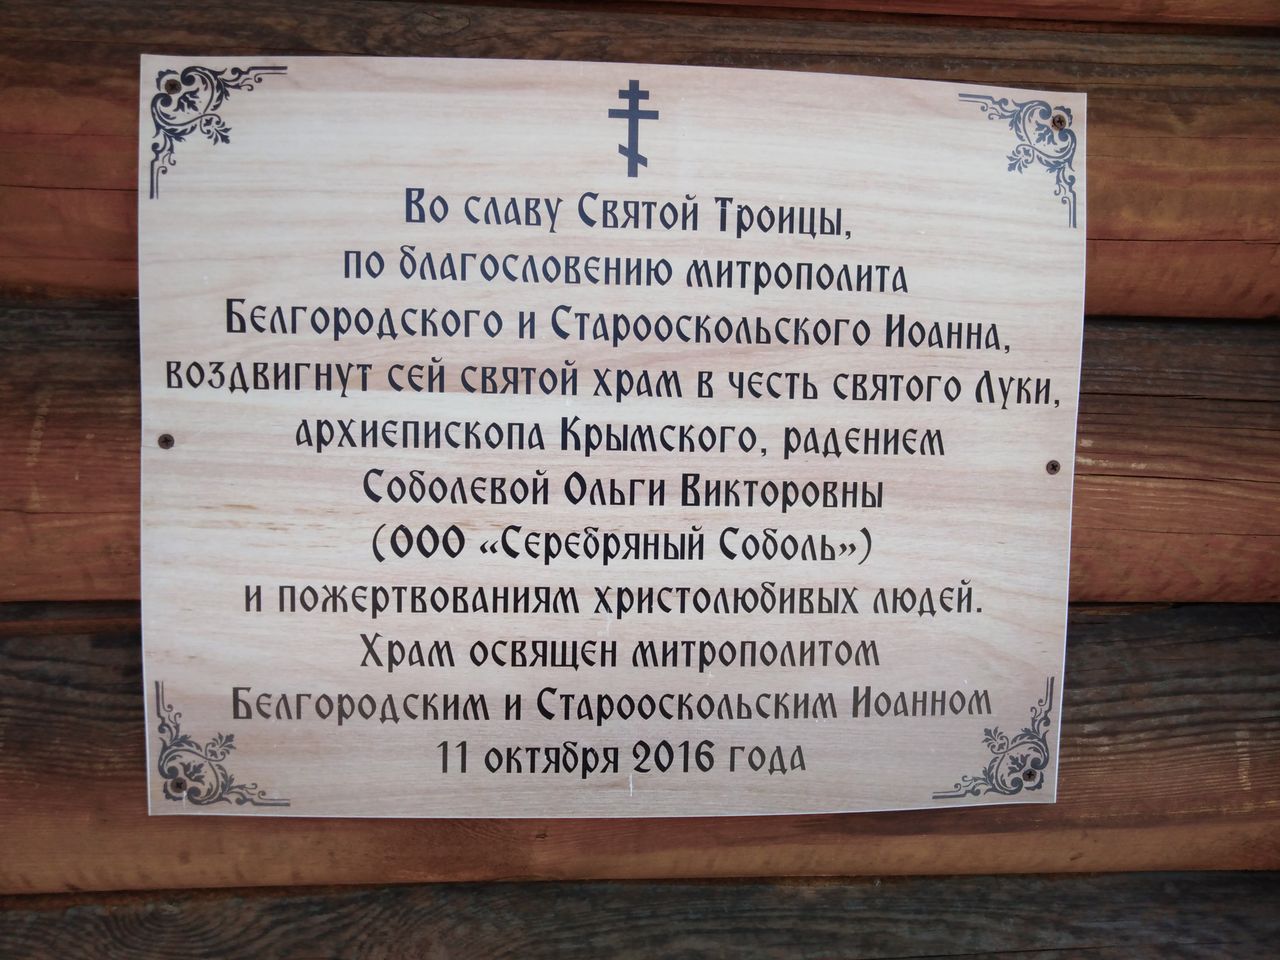 Во славу Святой Троицы,
по благословению митрополита
Белгородского и Старооскольского Иоанна,
воздвигнут сей святой храм в честь святого Луки,
архиепископа Крымского, радением
Соболевой Ольги Викторовны
(ООО «Серебряный Соболь»)
и пожертвованиям христолюбивых людей.
Храм освящен митрополитом
Белгородским и Старооскольским Иоанном
11 октября 2016 года